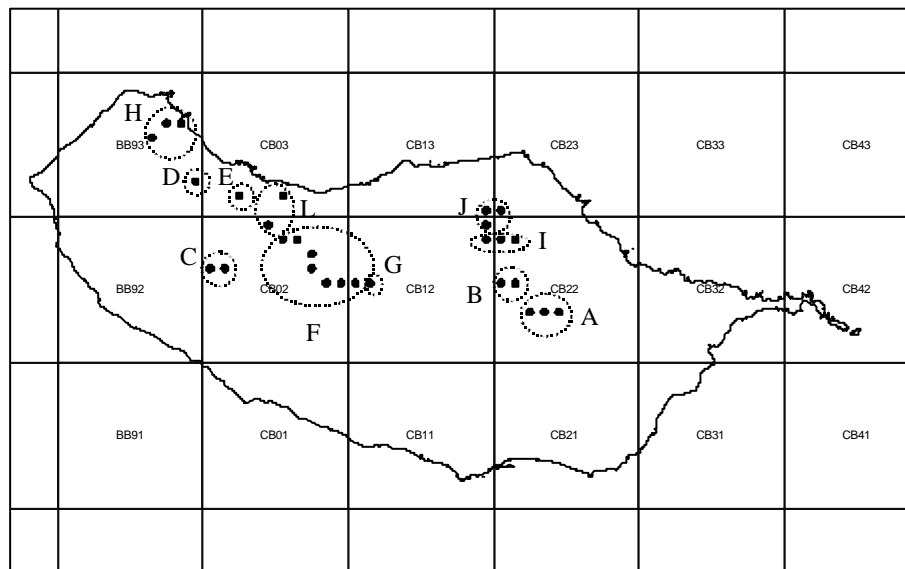 H
BB93 CB03 CB13 CB23 CB33 CB43
D E
L J
I
C G
BB92 CB02 CB12 B CB22 CB32 CB42
F A
BB91 CB01 CB11 CB21 CB31 CB41